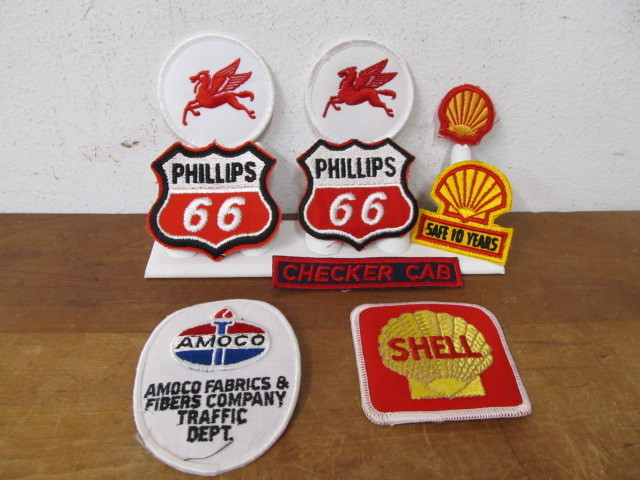 PHILLIPS
66
PHILLIPS
66
SAFE 10 YEARS
CHECKER CAB
AMOCO
AMOCO FABRICS &
FIBERS COMPANY
TRAFFIC
DEPT.
SHELL